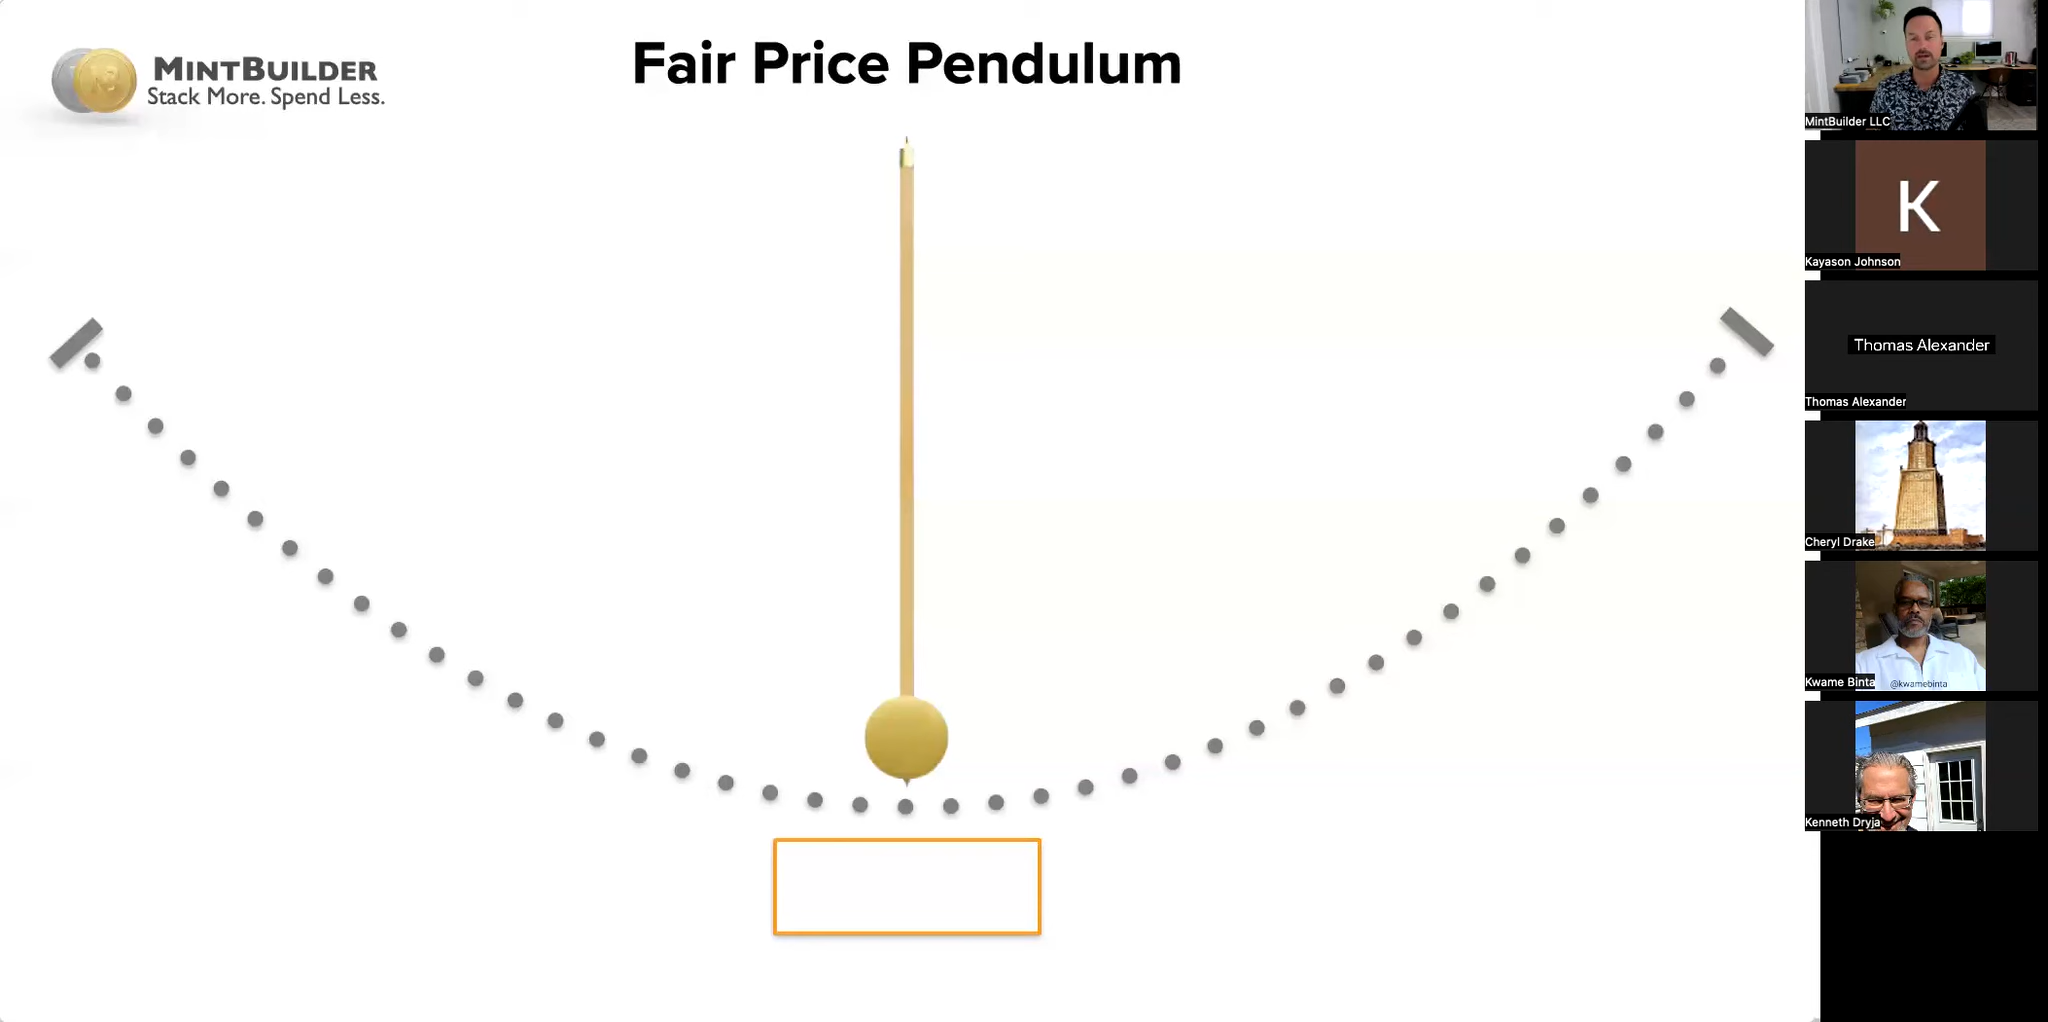 Fair Price Pendulum
MINTBUILDER
Stack More. Spend Less.
MintBuilder LLC
K
Kayason Johnson
Thomas Alexander
Thomas Alexander
Cheryl Drake
@kwamebinta
Kwame Binta
Kenneth Dryja